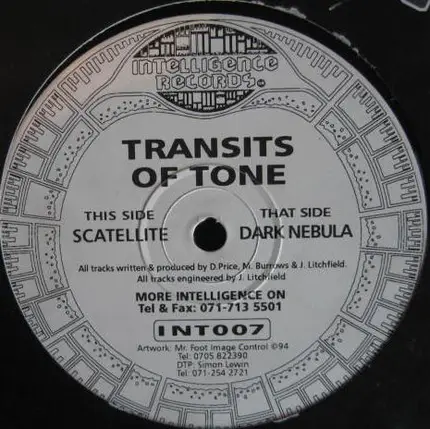 INTELLIGENCE
RECORDS
TRANSITS
OF TONE
THIS SIDE
SCATELLITE
THAT SIDE
DARK NEBULA
All tracks written & produced by D.Price, M. Burrows & J. Litchfield.
All tracks engineered by J. Litchfield
MORE INTELLIGENCE ON
Tel & Fax: 071-713 5501
INT007
Artwork: Mr. Foot Image Control ©94
Tel: 0705 822390
DTP: Simon Lewin
Tel: 071-254 2721